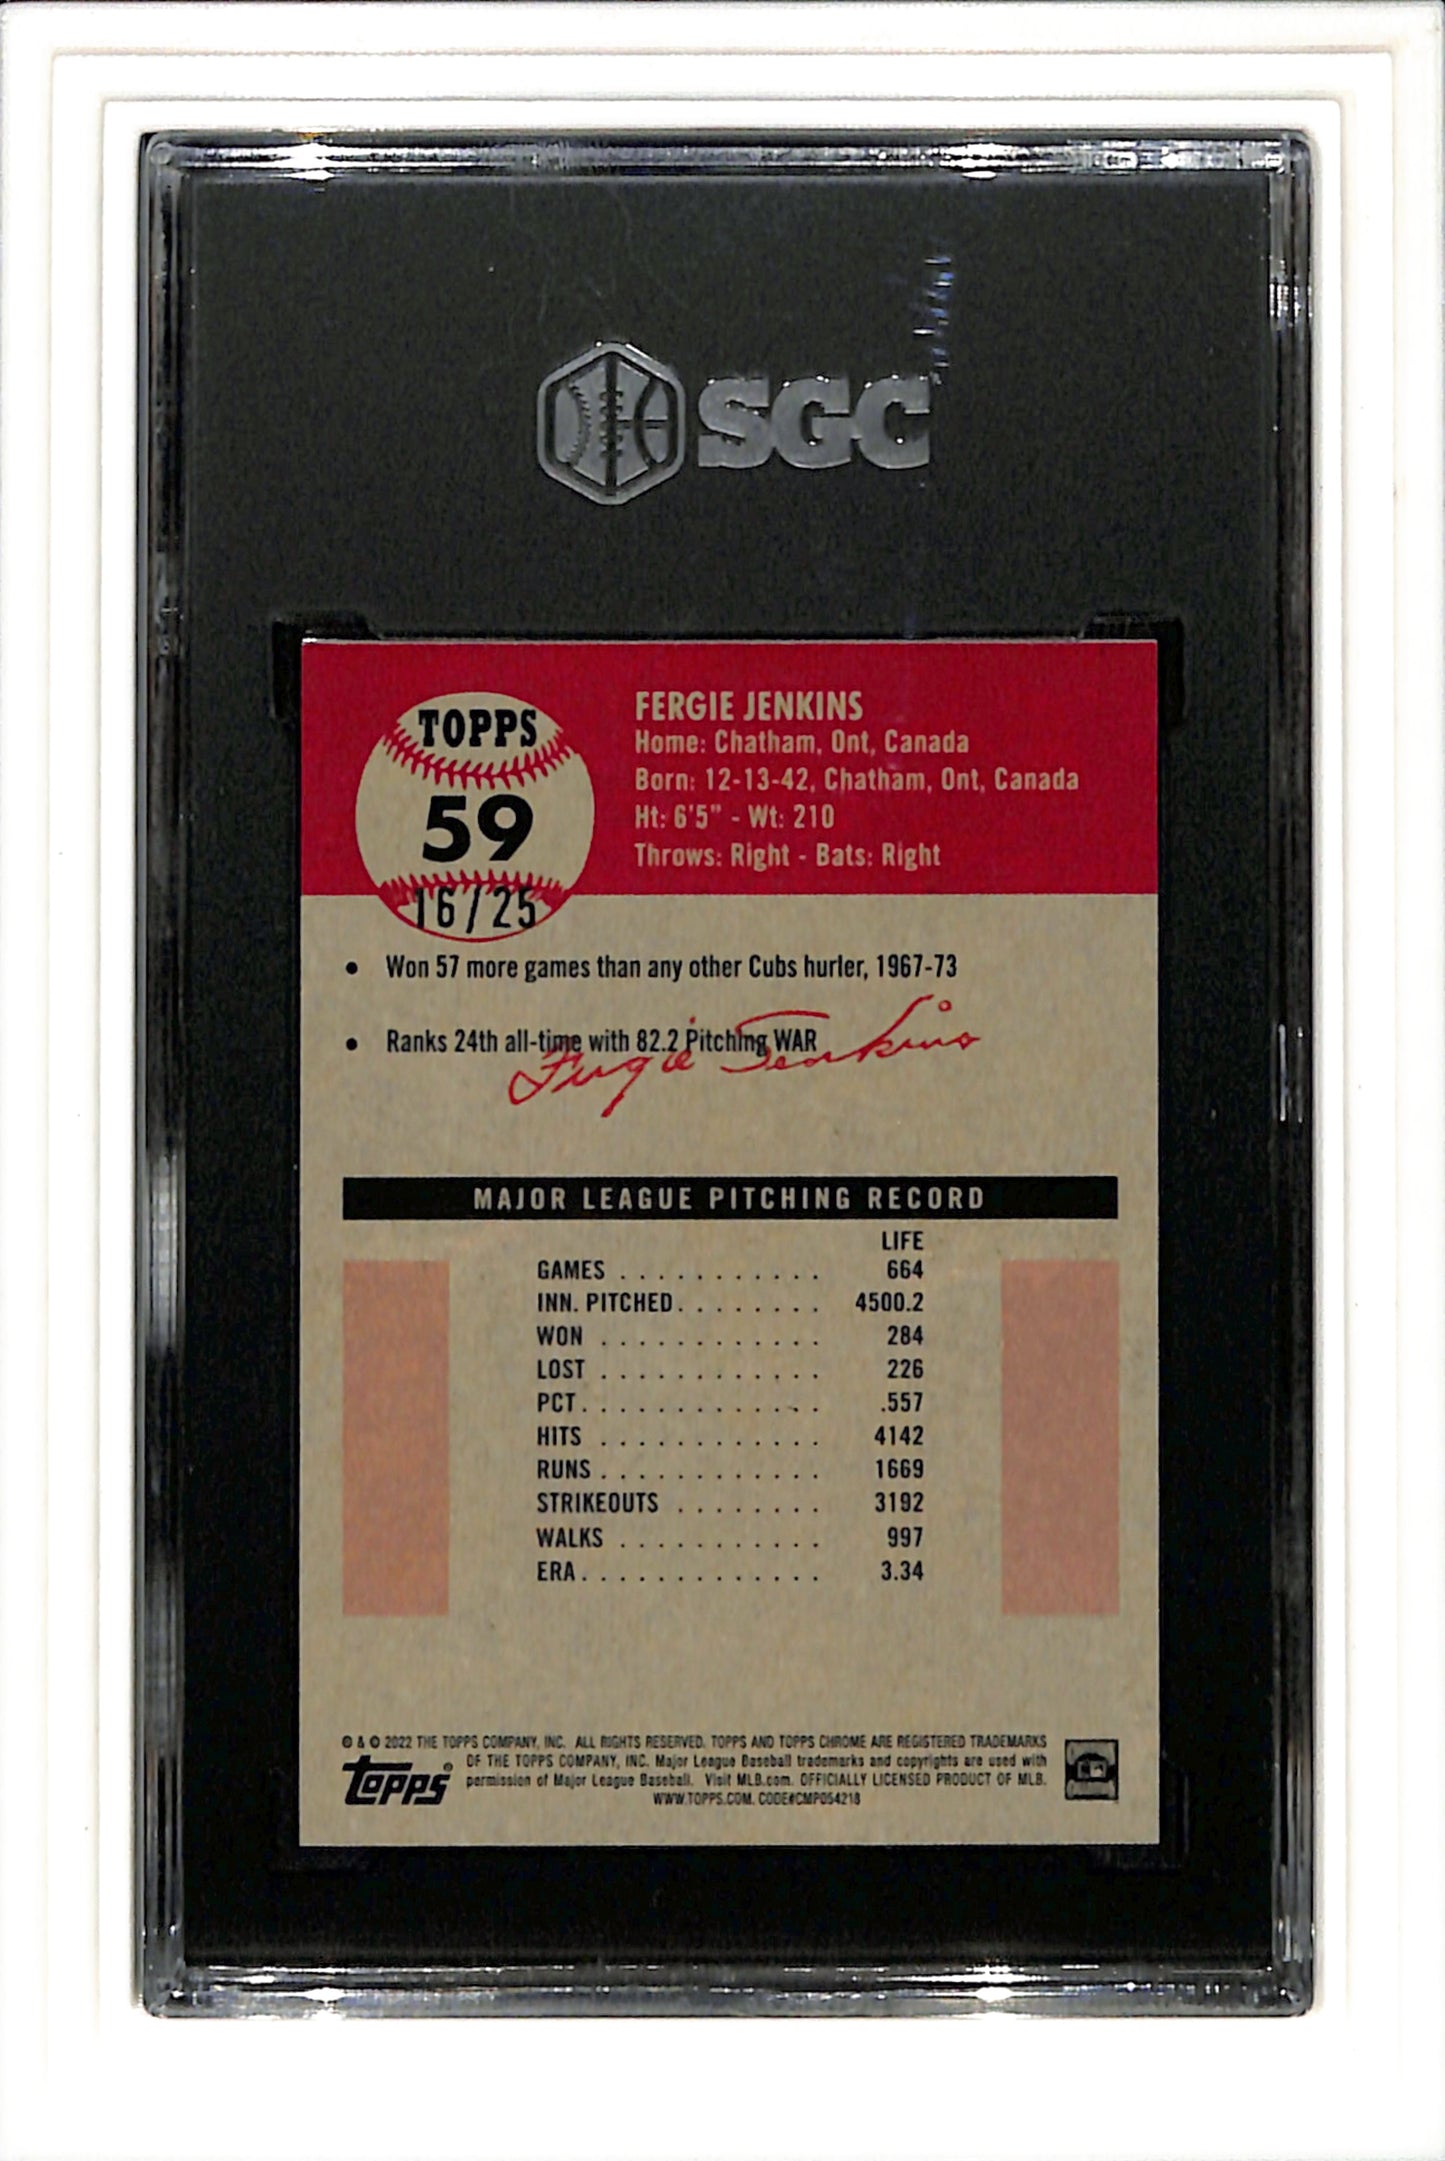 SGC
TOPPS
59
16/25
FERGIE JENKINS
Home: Chatham, Ont, Canada
Born: 12-13-42, Chatham, Ont, Canada
Ht: 6'5" - Wt: 210
Throws: Right - Bats: Right
• Won 57 more games than any other Cubs hurler, 1967-73
• Ranks 24th all-time with 82.2 Pitching WAR
Fergie Jenkins
MAJOR LEAGUE PITCHING RECORD
LIFE
GAMES . . . . . . . . . . . 664
INN. PITCHED. . . . . . . . 4500.2
WON . . . . . . . . . . . . 284
LOST . . . . . . . . . . . . 226
PCT. . . . . . . . . . . . . .557
HITS . . . . . . . . . . . . 4142
RUNS . . . . . . . . . . . . 1669
STRIKEOUTS . . . . . . . . 3192
WALKS . . . . . . . . . . . 997
ERA. . . . . . . . . . . . . 3.34
® & © 2022 THE TOPPS COMPANY, INC. ALL RIGHTS RESERVED. TOPPS AND TOPPS CHROME ARE REGISTERED TRADEMARKS
OF THE TOPPS COMPANY, INC. Major League Baseball trademarks and copyrights are used with
permission of Major League Baseball. Visit MLB.com. OFFICIALLY LICENSED PRODUCT OF MLB.
WWW.TOPPS.COM. CODE#CMP054218
topps®